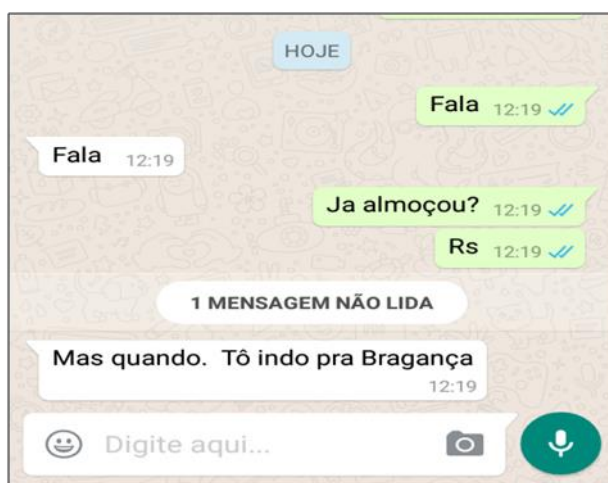 HOJE
Fala 12:19
Fala 12:19
Ja almoçou? 12:19
Rs 12:19
1 MENSAGEM NÃO LIDA
Mas quando. Tô indo pra Bragança
12:19
Digite aqui...